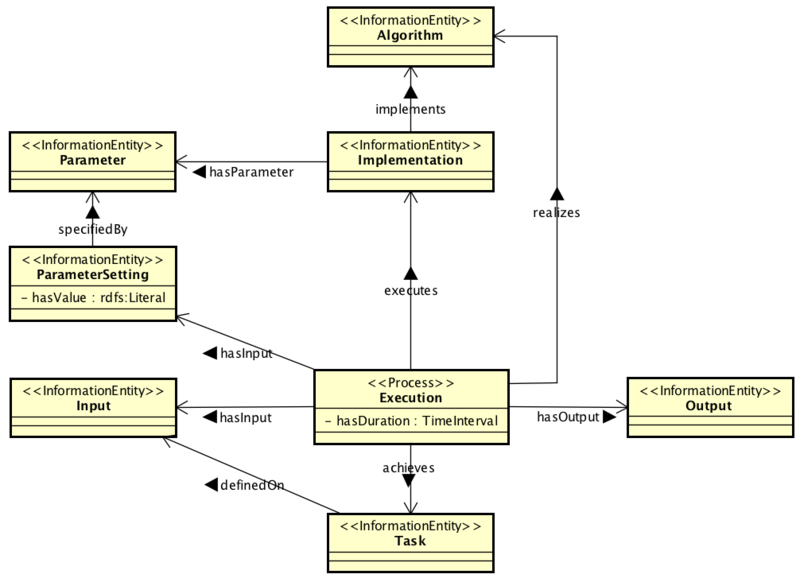 <<InformationEntity>>
Algorithm
implements
<<InformationEntity>>
Parameter
<<InformationEntity>>
Implementation
hasParameter
realizes
specifiedBy
<<InformationEntity>>
ParameterSetting
- hasValue : rdfs:Literal
executes
hasInput
<<Process>>
Execution
- hasDuration : TimeInterval
<<InformationEntity>>
Input
hasInput
hasOutput
<<InformationEntity>>
Output
achieves
definedOn
<<InformationEntity>>
Task